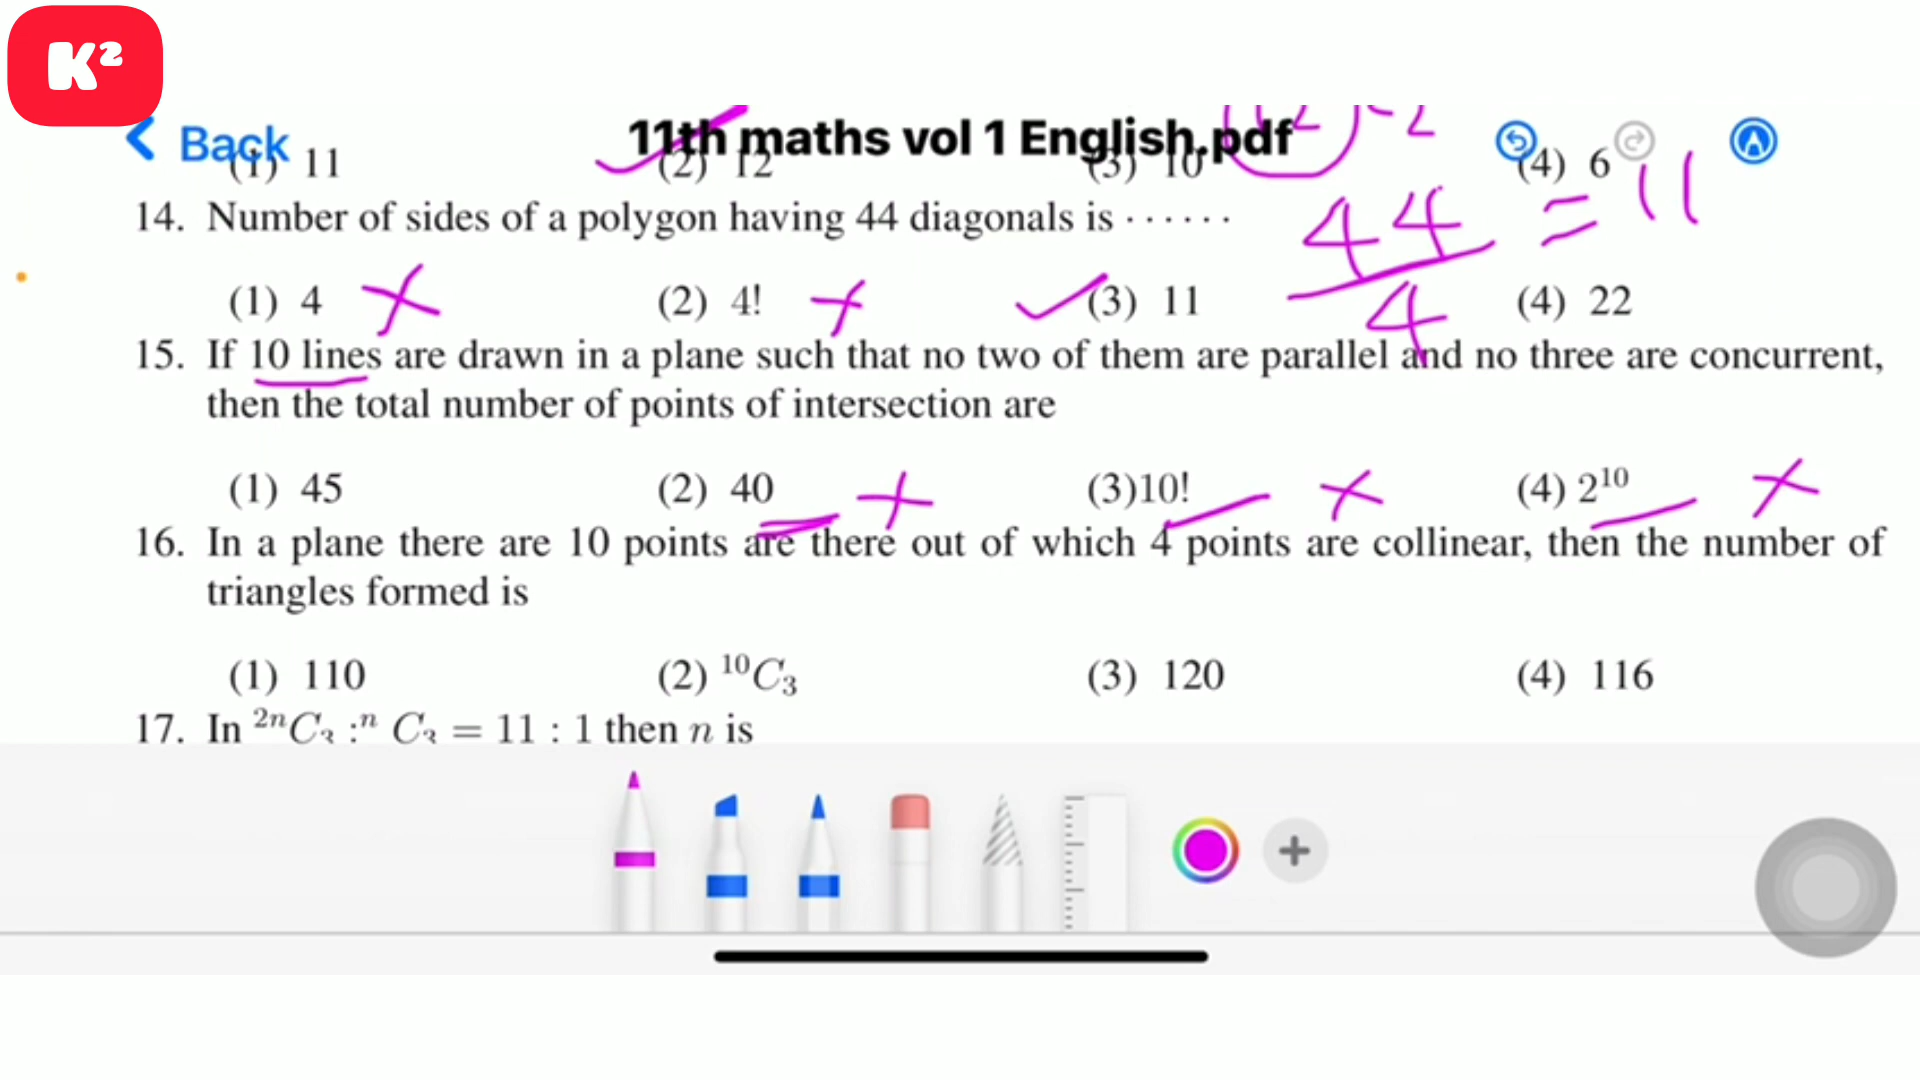 K²
Back
11th maths vol 1 English.pdf
2 - 2
(1) 11 (2) 12 (3) 10 (4) 6
14. Number of sides of a polygon having 44 diagonals is · · · · · ·
44/4 = 11
(1) 4 (2) 4! (3) 11 (4) 22
15. If 10 lines are drawn in a plane such that no two of them are parallel and no three are concurrent,
then the total number of points of intersection are
(1) 45 (2) 40 (3)10! (4) 2¹⁰
16. In a plane there are 10 points are there out of which 4 points are collinear, then the number of
triangles formed is
(1) 110 (2) ¹⁰C₃ (3) 120 (4) 116
17. In ²ⁿC₃ :ⁿ C₃ = 11 : 1 then n is